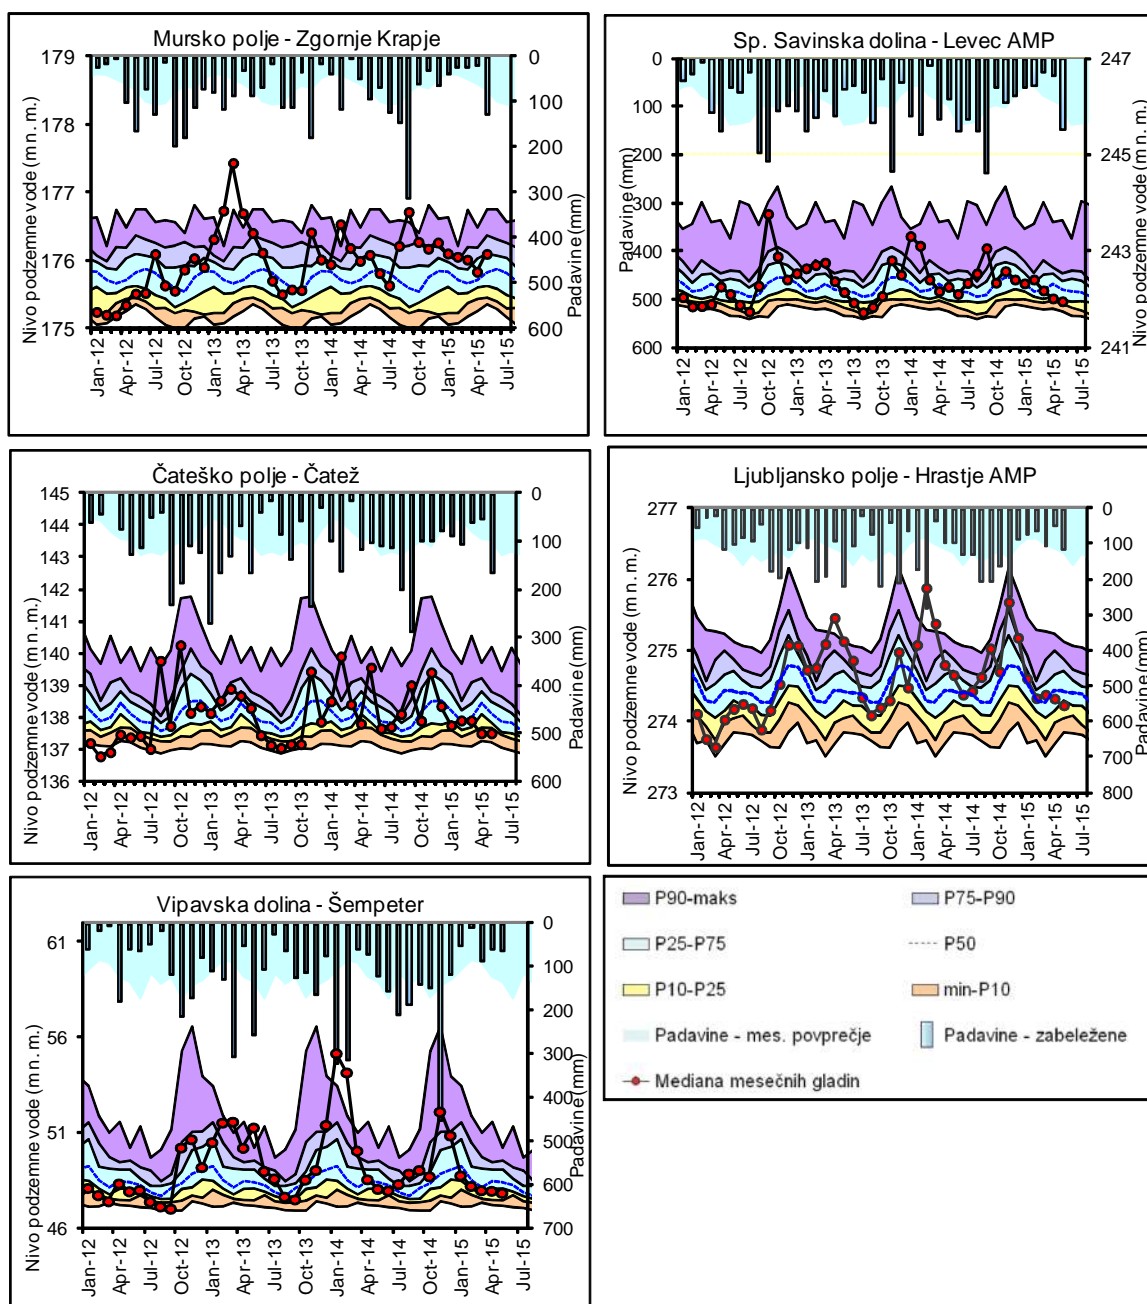 Mursko polje - Zgornje Krapje
Nivo podzemne vode (m n. m.)
179
178
177
176
175
0
100
200
300
400
500
600
Padavine (mm)
Jan-12
Apr-12
Jul-12
Oct-12
Jan-13
Apr-13
Jul-13
Oct-13
Jan-14
Apr-14
Jul-14
Oct-14
Jan-15
Apr-15
Jul-15
Sp. Savinska dolina - Levec AMP
Padavine (mm)
0
100
200
300
400
500
600
247
245
243
241
Nivo podzemne vode (m n. m.)
Jan-12
Apr-12
Jul-12
Oct-12
Jan-13
Apr-13
Jul-13
Oct-13
Jan-14
Apr-14
Jul-14
Oct-14
Jan-15
Apr-15
Jul-15
Čateško polje - Čatež
Nivo podzemne vode (m n. m.)
145
144
143
142
141
140
139
138
137
136
0
100
200
300
400
500
600
Padavine (mm)
Jan-12
Apr-12
Jul-12
Oct-12
Jan-13
Apr-13
Jul-13
Oct-13
Jan-14
Apr-14
Jul-14
Oct-14
Jan-15
Apr-15
Jul-15
Ljubljansko polje - Hrastje AMP
Nivo podzemne vode (m n. m.)
277
276
275
274
273
0
100
200
300
400
500
600
700
800
Padavine (mm)
Jan-12
Apr-12
Jul-12
Oct-12
Jan-13
Apr-13
Jul-13
Oct-13
Jan-14
Apr-14
Jul-14
Oct-14
Jan-15
Apr-15
Jul-15
Vipavska dolina - Šempeter
Nivo podzemne vode (m n. m.)
61
56
51
46
0
100
200
300
400
500
600
700
Padavine (mm)
Jan-12
Apr-12
Jul-12
Oct-12
Jan-13
Apr-13
Jul-13
Oct-13
Jan-14
Apr-14
Jul-14
Oct-14
Jan-15
Apr-15
Jul-15
P90-maks
P75-P90
P25-P75
P50
P10-P25
min-P10
Padavine - mes. povprečje
Padavine - zabeležene
Mediana mesečnih gladin